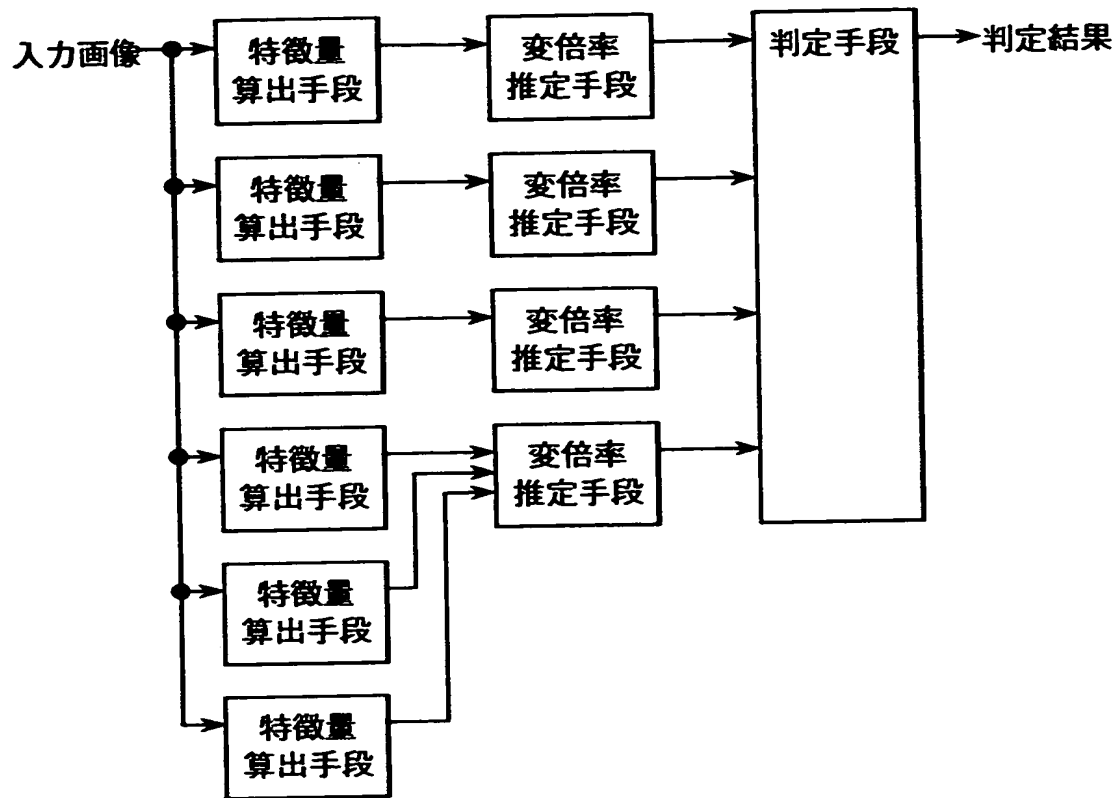 入力画像
特徴量
算出手段
変倍率
推定手段
判定手段
判定結果
特徴量
算出手段
変倍率
推定手段
特徴量
算出手段
変倍率
推定手段
特徴量
算出手段
変倍率
推定手段
特徴量
算出手段
特徴量
算出手段